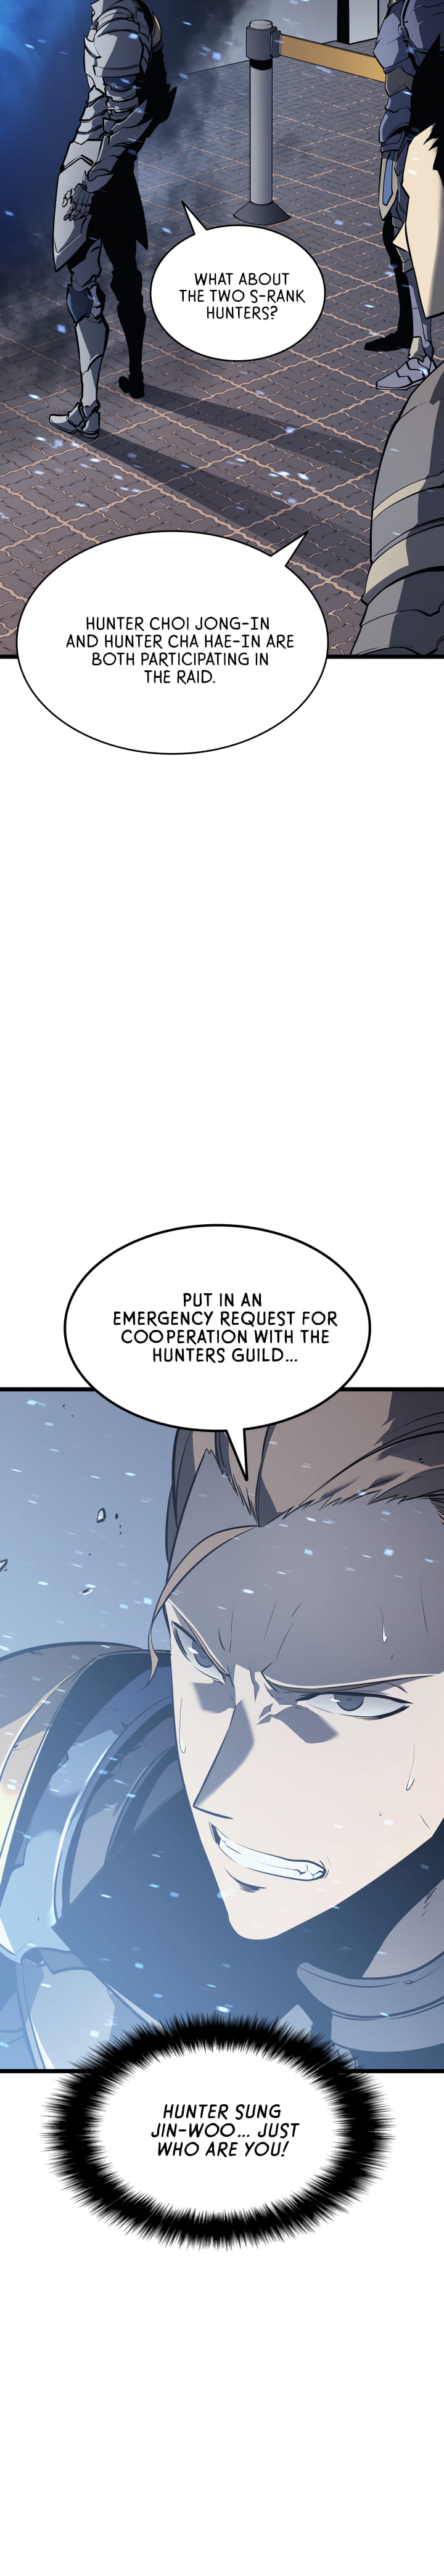 WHAT ABOUT
THE TWO S-RANK
HUNTERS?
HUNTER CHOI JONG-IN
AND HUNTER CHA HAE-IN ARE
BOTH PARTICIPATING IN
THE RAID.
PUT IN AN
EMERGENCY REQUEST FOR
COOPERATION WITH THE
HUNTERS GUILD...
HUNTER SUNG
JIN-WOO... JUST
WHO ARE YOU!